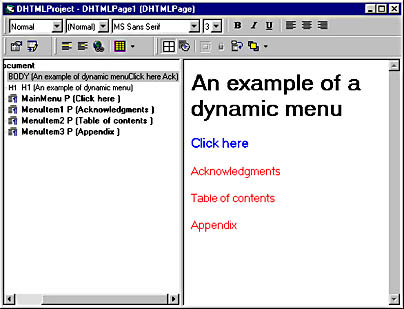 DHTMLProject - DHTMLPage1 (DHTMLPage)
Normal (Normal) MS Sans Serif 3 B I U
ocument
BODY (An example of dynamic menuClick here Ack)
H1 H1 (An example of dynamic menu)
MainMenu P (Click here )
MenuItem1 P (Acknowledgments )
MenuItem2 P (Table of contents )
MenuItem3 P (Appendix )
An example of a
dynamic menu
Click here
Acknowledgments
Table of contents
Appendix